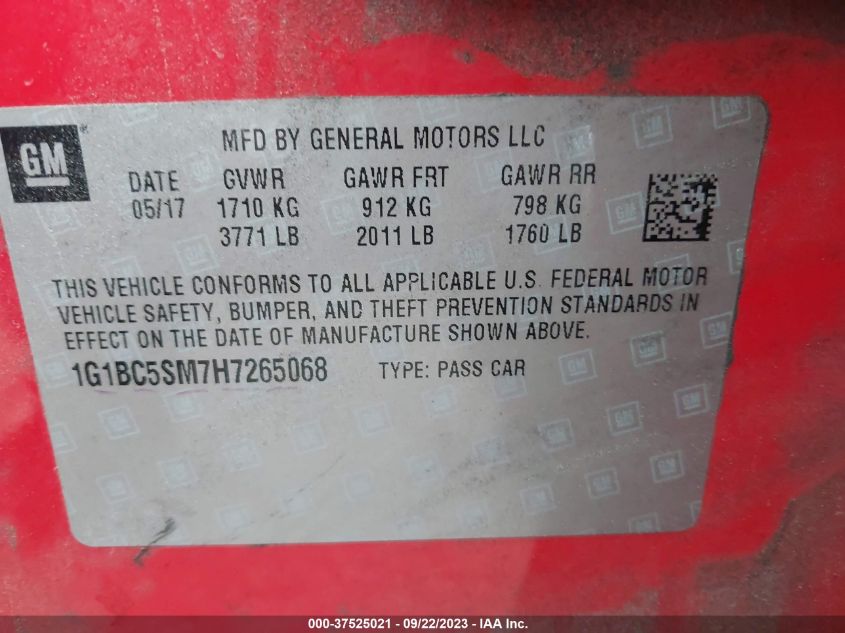 GM
MFD BY GENERAL MOTORS LLC
DATE GVWR GAWR FRT GAWR RR
05/17 1710 KG 912 KG 798 KG
3771 LB 2011 LB 1760 LB
THIS VEHICLE CONFORMS TO ALL APPLICABLE U.S. FEDERAL MOTOR
VEHICLE SAFETY, BUMPER, AND THEFT PREVENTION STANDARDS IN
EFFECT ON THE DATE OF MANUFACTURE SHOWN ABOVE.
1G1BC5SM7H7265068 TYPE: PASS CAR
000-37525021 - 09/22/2023 - IAA Inc.